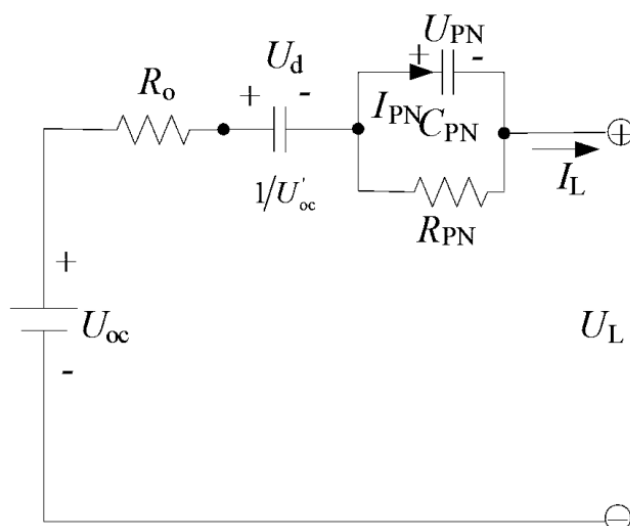 U_PN
+ -
U_d
+ -
R_o
I_PN C_PN
I_L
1/U'_oc
R_PN
+
U_oc
U_L
-